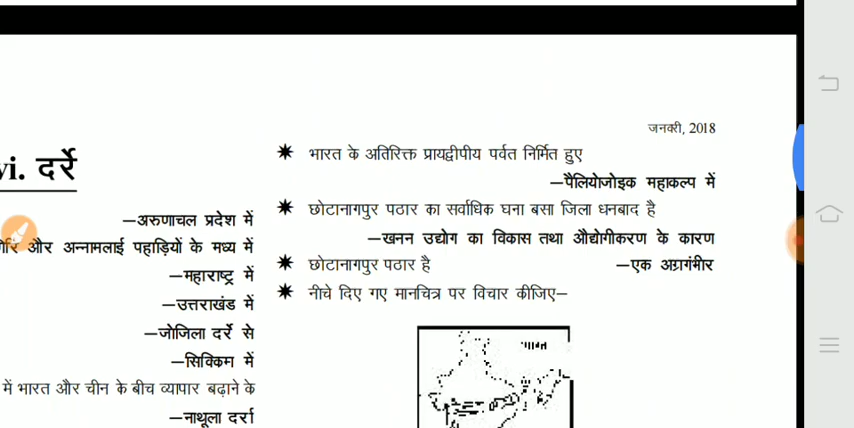 जनवरी, 2018
vi. दर्रे
—अरुणाचल प्रदेश में
और अन्नामलाई पहाड़ियों के मध्य में
—महाराष्ट्र में
—उत्तराखंड में
—जोजिला दर्रे से
—सिक्किम में
में भारत और चीन के बीच व्यापार बढ़ाने के
—नाथूला दर्रा
✷ भारत के अतिरिक्त प्रायद्वीपीय पर्वत निर्मित हुए
—पैलियोजोइक महाकल्प में
✷ छोटानागपुर पठार का सर्वाधिक घना बसा जिला धनबाद है
—खनन उद्योग का विकास तथा औद्योगीकरण के कारण
✷ छोटानागपुर पठार है —एक अग्रगंभीर
✷ नीचे दिए गए मानचित्र पर विचार कीजिए—